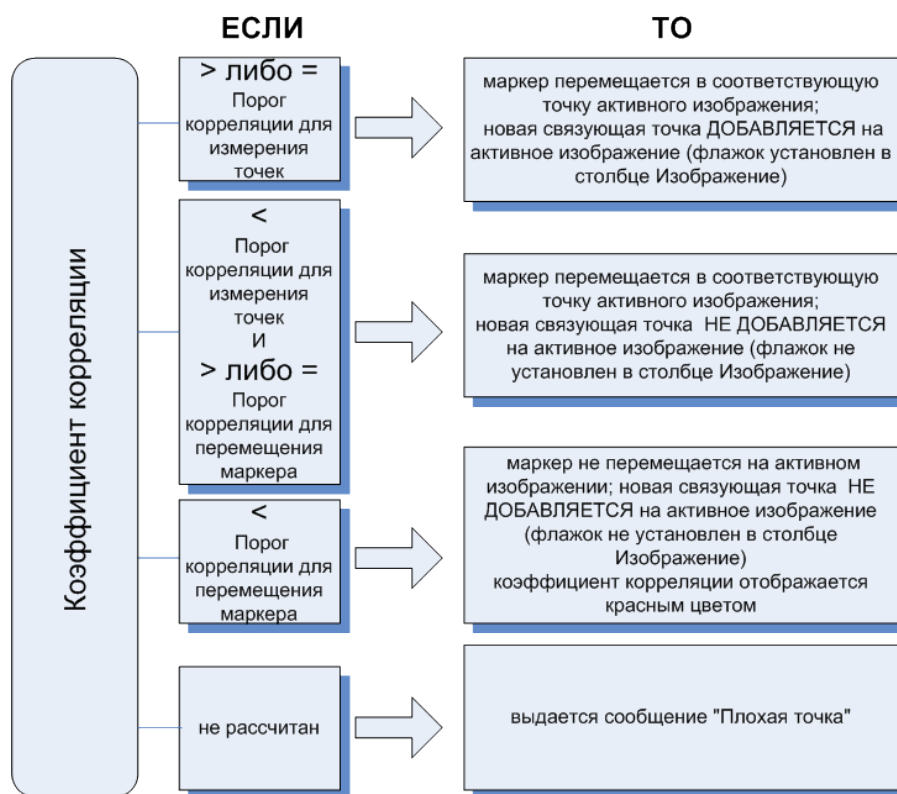 ЕСЛИ
ТО
Коэффициент корреляции
> либо =
Порог
корреляции для
измерения
точек
маркер перемещается в соответствующую
точку активного изображения;
новая связующая точка ДОБАВЛЯЕТСЯ на
активное изображение (флажок установлен в
столбце Изображение)
<
Порог
корреляции для
измерения
точек
И
> либо =
Порог
корреляции для
перемещения
маркера
маркер перемещается в соответствующую
точку активного изображения;
новая связующая точка НЕ ДОБАВЛЯЕТСЯ
на активное изображение (флажок не
установлен в столбце Изображение)
<
Порог
корреляции для
перемещения
маркера
маркер не перемещается на активном
изображении; новая связующая точка НЕ
ДОБАВЛЯЕТСЯ на активное изображение
(флажок не установлен в столбце
Изображение)
коэффициент корреляции отображается
красным цветом
не рассчитан
выдается сообщение "Плохая точка"